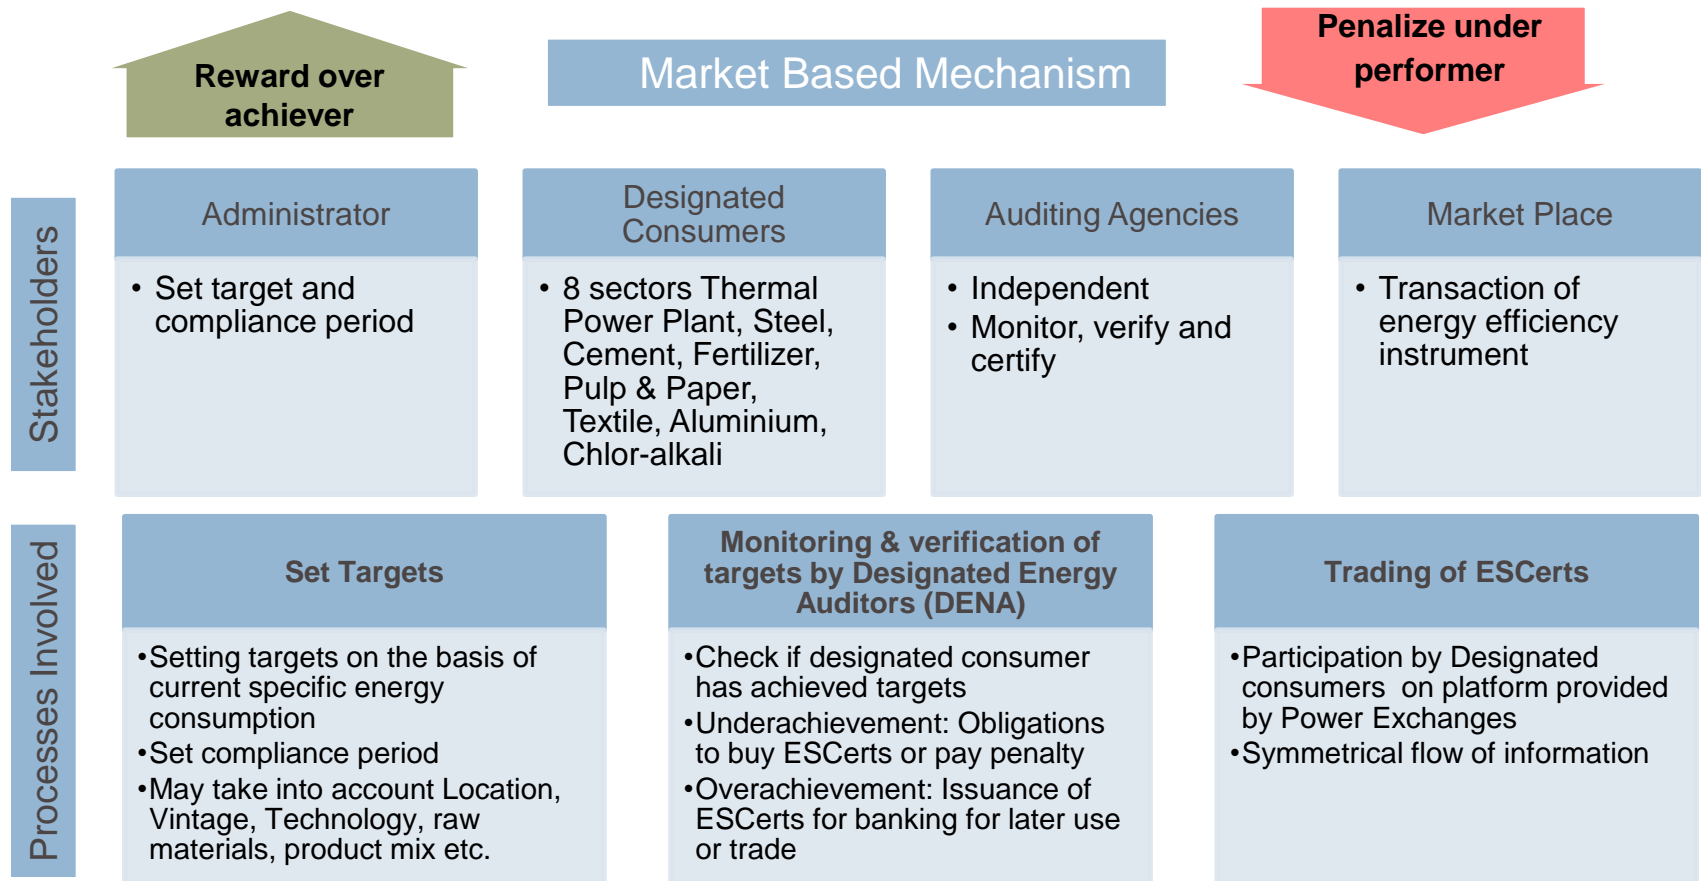 Reward over
achiever
Market Based Mechanism
Penalize under
performer
Stakeholders
Administrator
• Set target and
compliance period
Designated
Consumers
• 8 sectors Thermal
Power Plant, Steel,
Cement, Fertilizer,
Pulp & Paper,
Textile, Aluminium,
Chlor-alkali
Auditing Agencies
• Independent
• Monitor, verify and
certify
Market Place
• Transaction of
energy efficiency
instrument
Processes Involved
Set Targets
•Setting targets on the basis of
current specific energy
consumption
•Set compliance period
•May take into account Location,
Vintage, Technology, raw
materials, product mix etc.
Monitoring & verification of
targets by Designated Energy
Auditors (DENA)
•Check if designated consumer
has achieved targets
•Underachievement: Obligations
to buy ESCerts or pay penalty
•Overachievement: Issuance of
ESCerts for banking for later use
or trade
Trading of ESCerts
•Participation by Designated
consumers on platform provided
by Power Exchanges
•Symmetrical flow of information